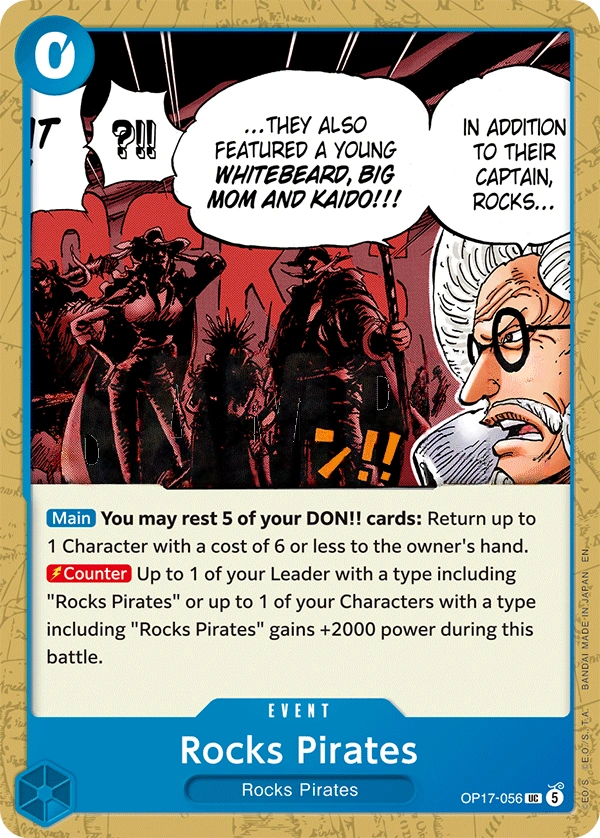 0
?!!
...THEY ALSO
FEATURED A YOUNG
WHITEBEARD, BIG
MOM AND KAIDO!!!
IN ADDITION
TO THEIR
CAPTAIN,
ROCKS...
ン!!
Main You may rest 5 of your DON!! cards: Return up to
1 Character with a cost of 6 or less to the owner's hand.
Counter Up to 1 of your Leader with a type including
"Rocks Pirates" or up to 1 of your Characters with a type
including "Rocks Pirates" gains +2000 power during this
battle.
EVENT
Rocks Pirates
Rocks Pirates
OP17-056 UC 5
©E.O./S. ©E.O./S.,T.A. BANDAI MADE IN JAPAN EN